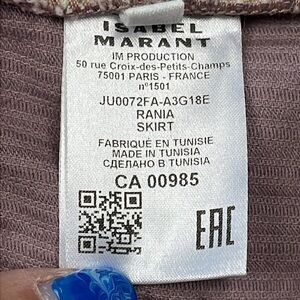 ISABEL
MARANT
IM PRODUCTION
50 rue Croix-des-Petits-Champs
75001 PARIS - FRANCE
n°1501
JU0072FA-A3G18E
RANIA
SKIRT
FABRIQUÉ EN TUNISIE
MADE IN TUNISIA
СДЕЛАНО В ТУНИЗИЯ
CA 00985
EAC